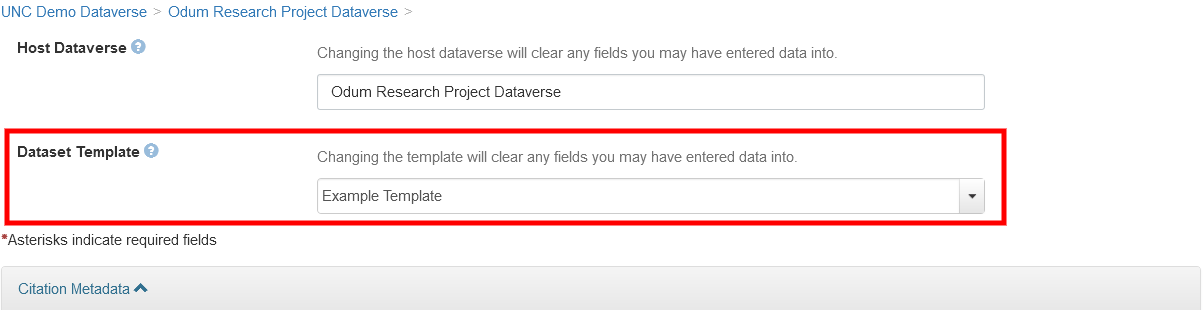 UNC Demo Dataverse > Odum Research Project Dataverse >
Host Dataverse ?
Changing the host dataverse will clear any fields you may have entered data into.
Odum Research Project Dataverse
Dataset Template ?
Changing the template will clear any fields you may have entered data into.
Example Template
*Asterisks indicate required fields
Citation Metadata